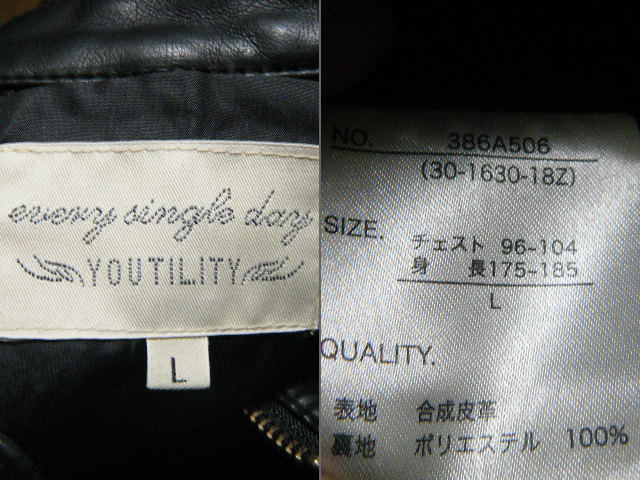 every single day
YOUTILITY
L
NO. 386A506
(30-1630-18Z)
SIZE. チェスト 96-104
身 長175-185
L
QUALITY.
表地 合成皮革
裏地 ポリエステル 100%